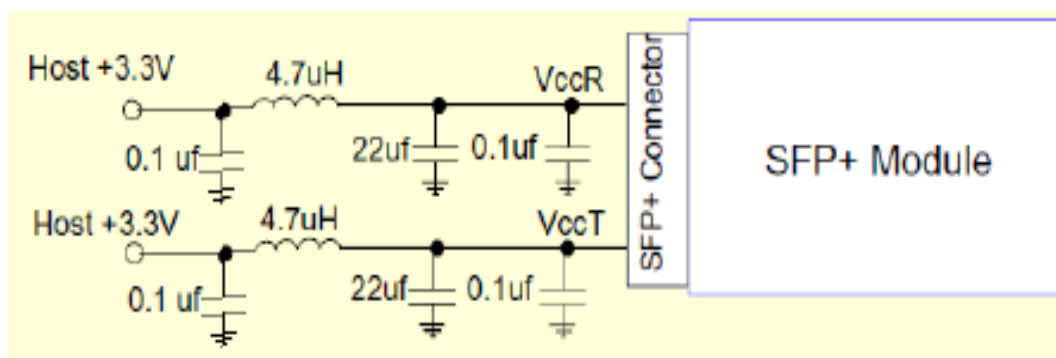 Host +3.3V
4.7uH
VccR
0.1 uf
22uf
0.1uf
Host +3.3V
4.7uH
VccT
0.1 uf
22uf
0.1uf
SFP+ Connector
SFP+ Module